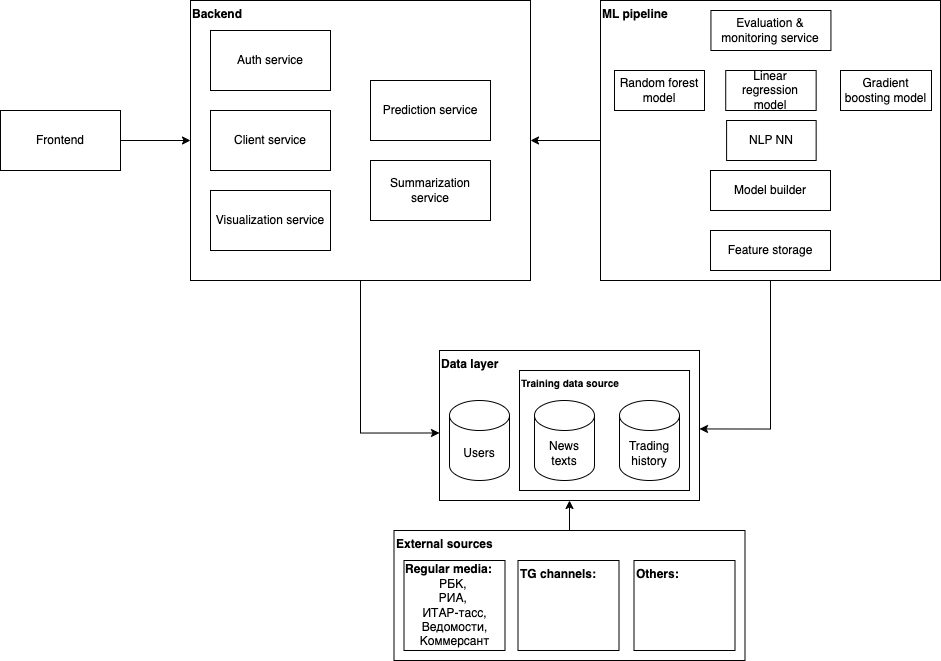 Backend
Auth service
Client service
Visualization service
Prediction service
Summarization
service
Frontend
ML pipeline
Evaluation &
monitoring service
Random forest
model
Linear
regression
model
Gradient
boosting model
NLP NN
Model builder
Feature storage
Data layer
Training data source
Users
News
texts
Trading
history
External sources
Regular media:
РБК,
РИА,
ИТАР-тасс,
Ведомости,
Коммерсант
TG channels:
Others: